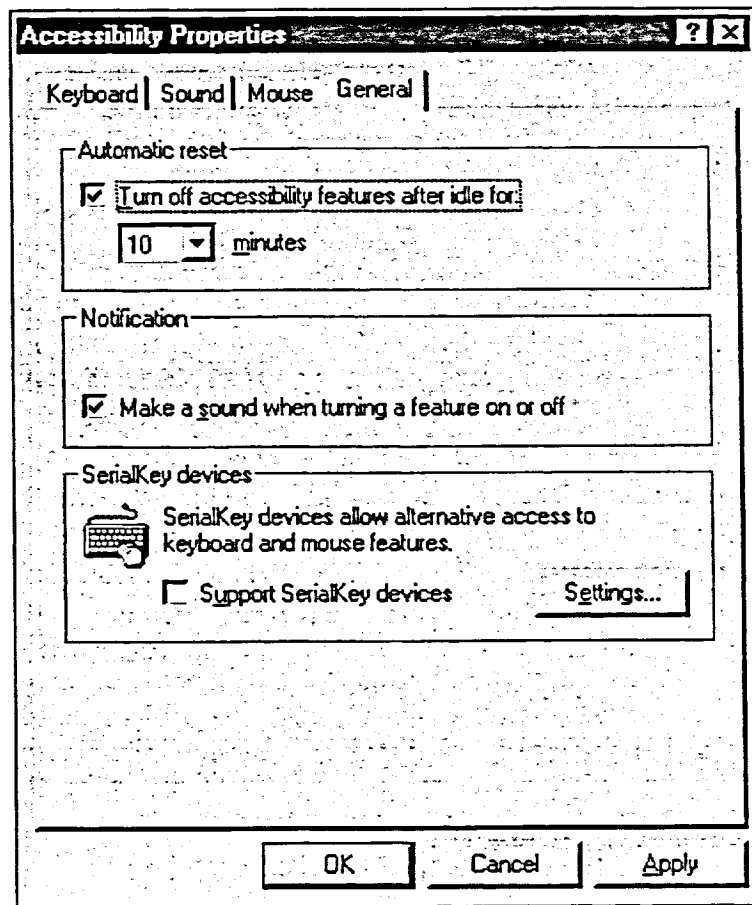 Accessibility Properties
Keyboard Sound Mouse General
Automatic reset
Turn off accessibility features after idle for:
10 minutes
Notification
Make a sound when turning a feature on or off
SerialKey devices
SerialKey devices allow alternative access to
keyboard and mouse features.
Support SerialKey devices Settings...
OK Cancel Apply